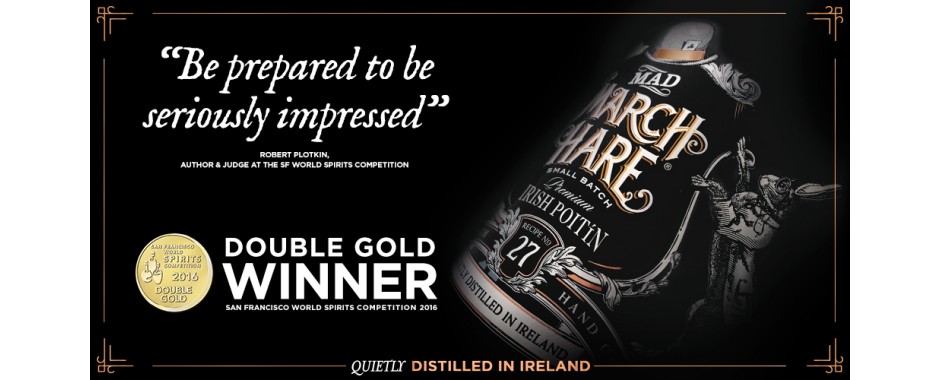 “Be prepared to be
seriously impressed”
ROBERT PLOTKIN,
AUTHOR & JUDGE AT THE SF WORLD SPIRITS COMPETITION
SAN FRANCISCO
WORLD
SPIRITS
COMPETITION
2016
DOUBLE
GOLD
DOUBLE GOLD
WINNER
SAN FRANCISCO WORLD SPIRITS COMPETITION 2016
MAD
MARCH
HARE®
SMALL BATCH
Premium
IRISH POITÍN
RECIPE NO
27
HAND
DISTILLED IN IRELAND
QUIETLY DISTILLED IN IRELAND